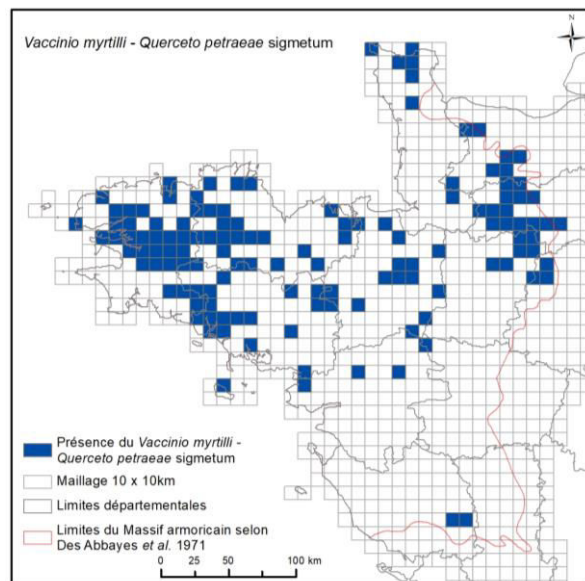 Vaccinio myrtilli - Querceto petraeae sigmetum
N
Présence du Vaccinio myrtilli -
Querceto petraeae sigmetum
Maillage 10 x 10km
Limites départementales
Limites du Massif armoricain selon
Des Abbayes et al. 1971
0 25 50 100 km